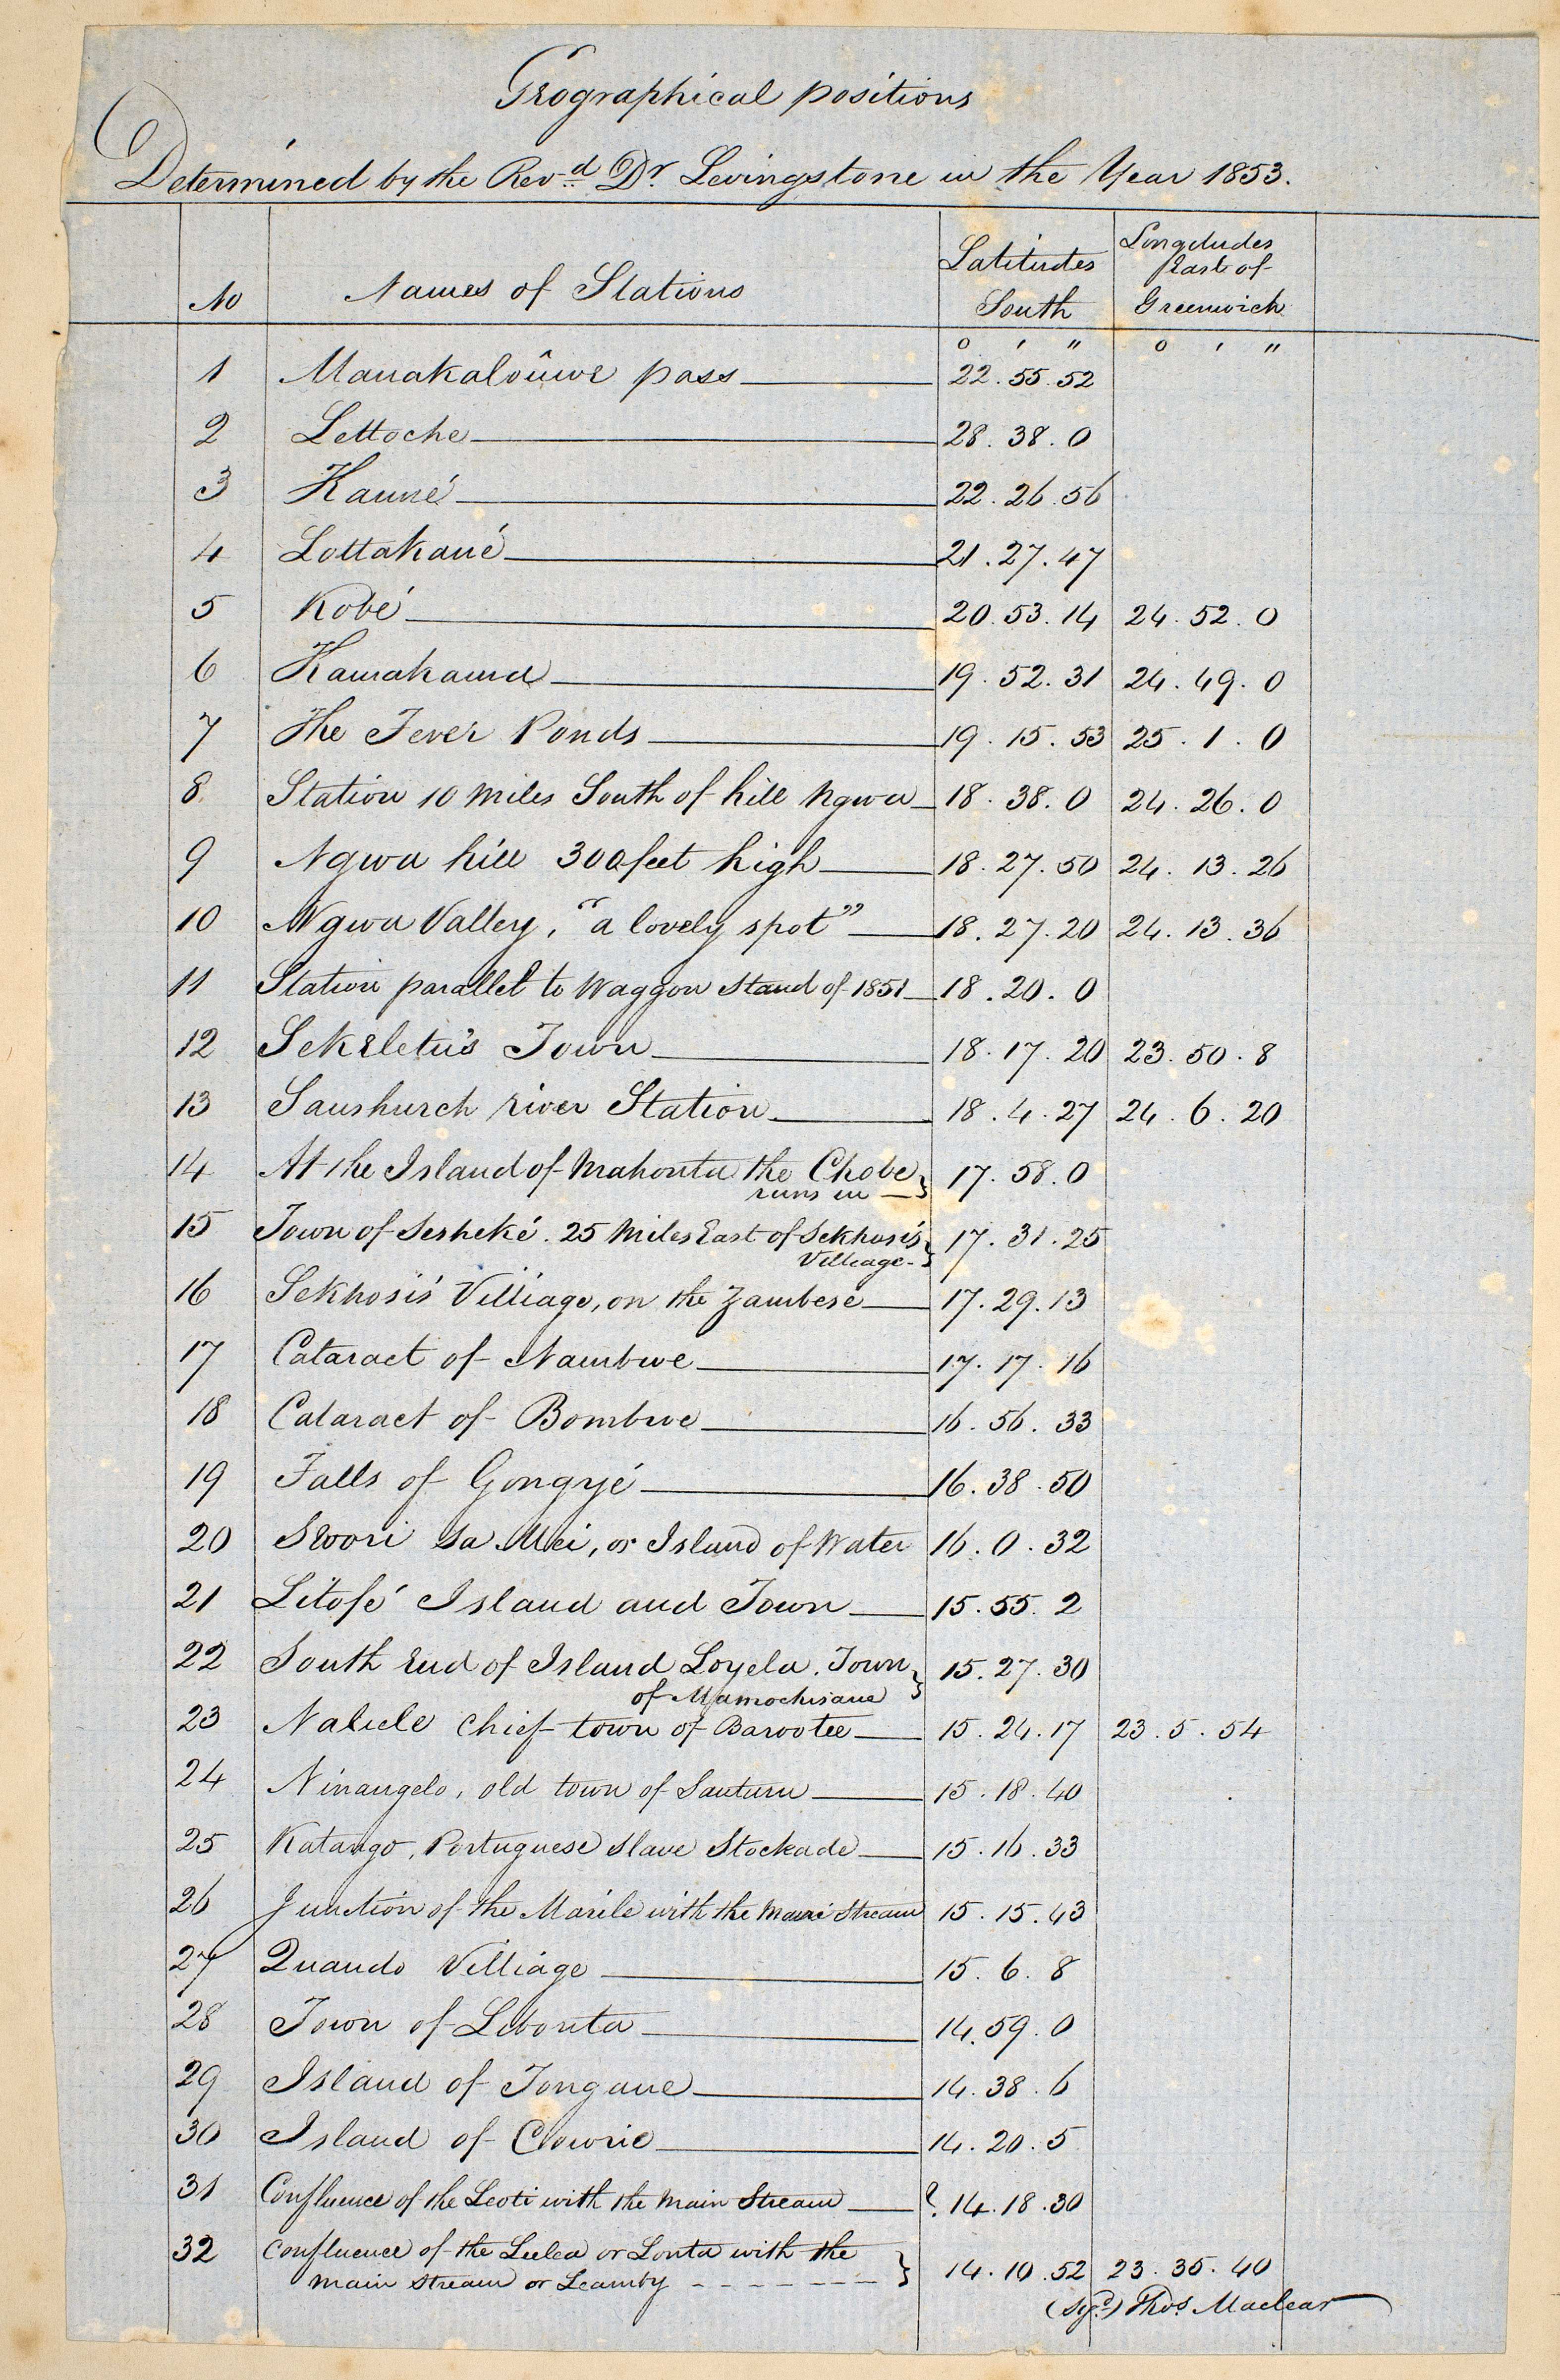 Geographical positions
Determined by the Revd. Dr. Levingstone in the Year 1853.
No Names of Stations Latitudes South Longitudes East of Greenwich
° ' " ° ' "
1 Manakalôuwe pass 22.55.52
2 Lettoche 28.38.0
3 Kanné 22.26.56
4 Lottakané 21.27.47
5 Kobé 20.53.14 24.52.0
6 Kamakama 19.52.31 24.49.0
7 The Fever Ponds 19.15.53 25.1.0
8 Station 10 Miles South of hill Ngwa 18.38.0 24.26.0
9 Ngwa hill 300 feet high 18.27.50 24.13.26
10 Ngwa Valley, "a lovely spot" 18.27.20 24.13.36
11 Station parallel to Waggon Stand of 1851 18.20.0
12 Sekeletu's Town 18.17.20 23.50.8
13 Sanshurch river Station 18.4.27 24.6.20
14 At the Island of Mahonta the Chobe 17.58.0
runs in
15 Town of Sesheké. 25 Miles East of Sekhosi's 17.31.25
Villiage
16 Sekhosi's Villiage, on the Zambese 17.29.13
17 Cataract of Nambwe 17.17.16
18 Cataract of Bombwe 16.56.33
19 Falls of Gongyé 16.38.50
20 Seoori Sa Mei, or Island of Water 16.0.32
21 Litofé Island and Town 15.55.2
22 South End of Island Loyela. Town 15.27.30
of Mamochisane
23 Naliele Chief town of Barootse 15.24.17 23.5.54
24 Ninangelo, old town of Santuru 15.18.40
25 Katango, Portuguese Slave Stockade 15.16.33
26 Junction of the Marile with the Main Stream 15.15.43
27 Quando Villiage 15.6.8
28 Town of Libonta 14.59.0
29 Island of Tongane 14.38.6
30 Island of Cowrie 14.20.5
31 Confluence of the Leoti with the Main Stream ? 14.18.30
32 Confluence of the Leeba or Lonta with the 14.10.52 23.35.40
main stream or Leamby
(Sgd.) Thos. Maclear